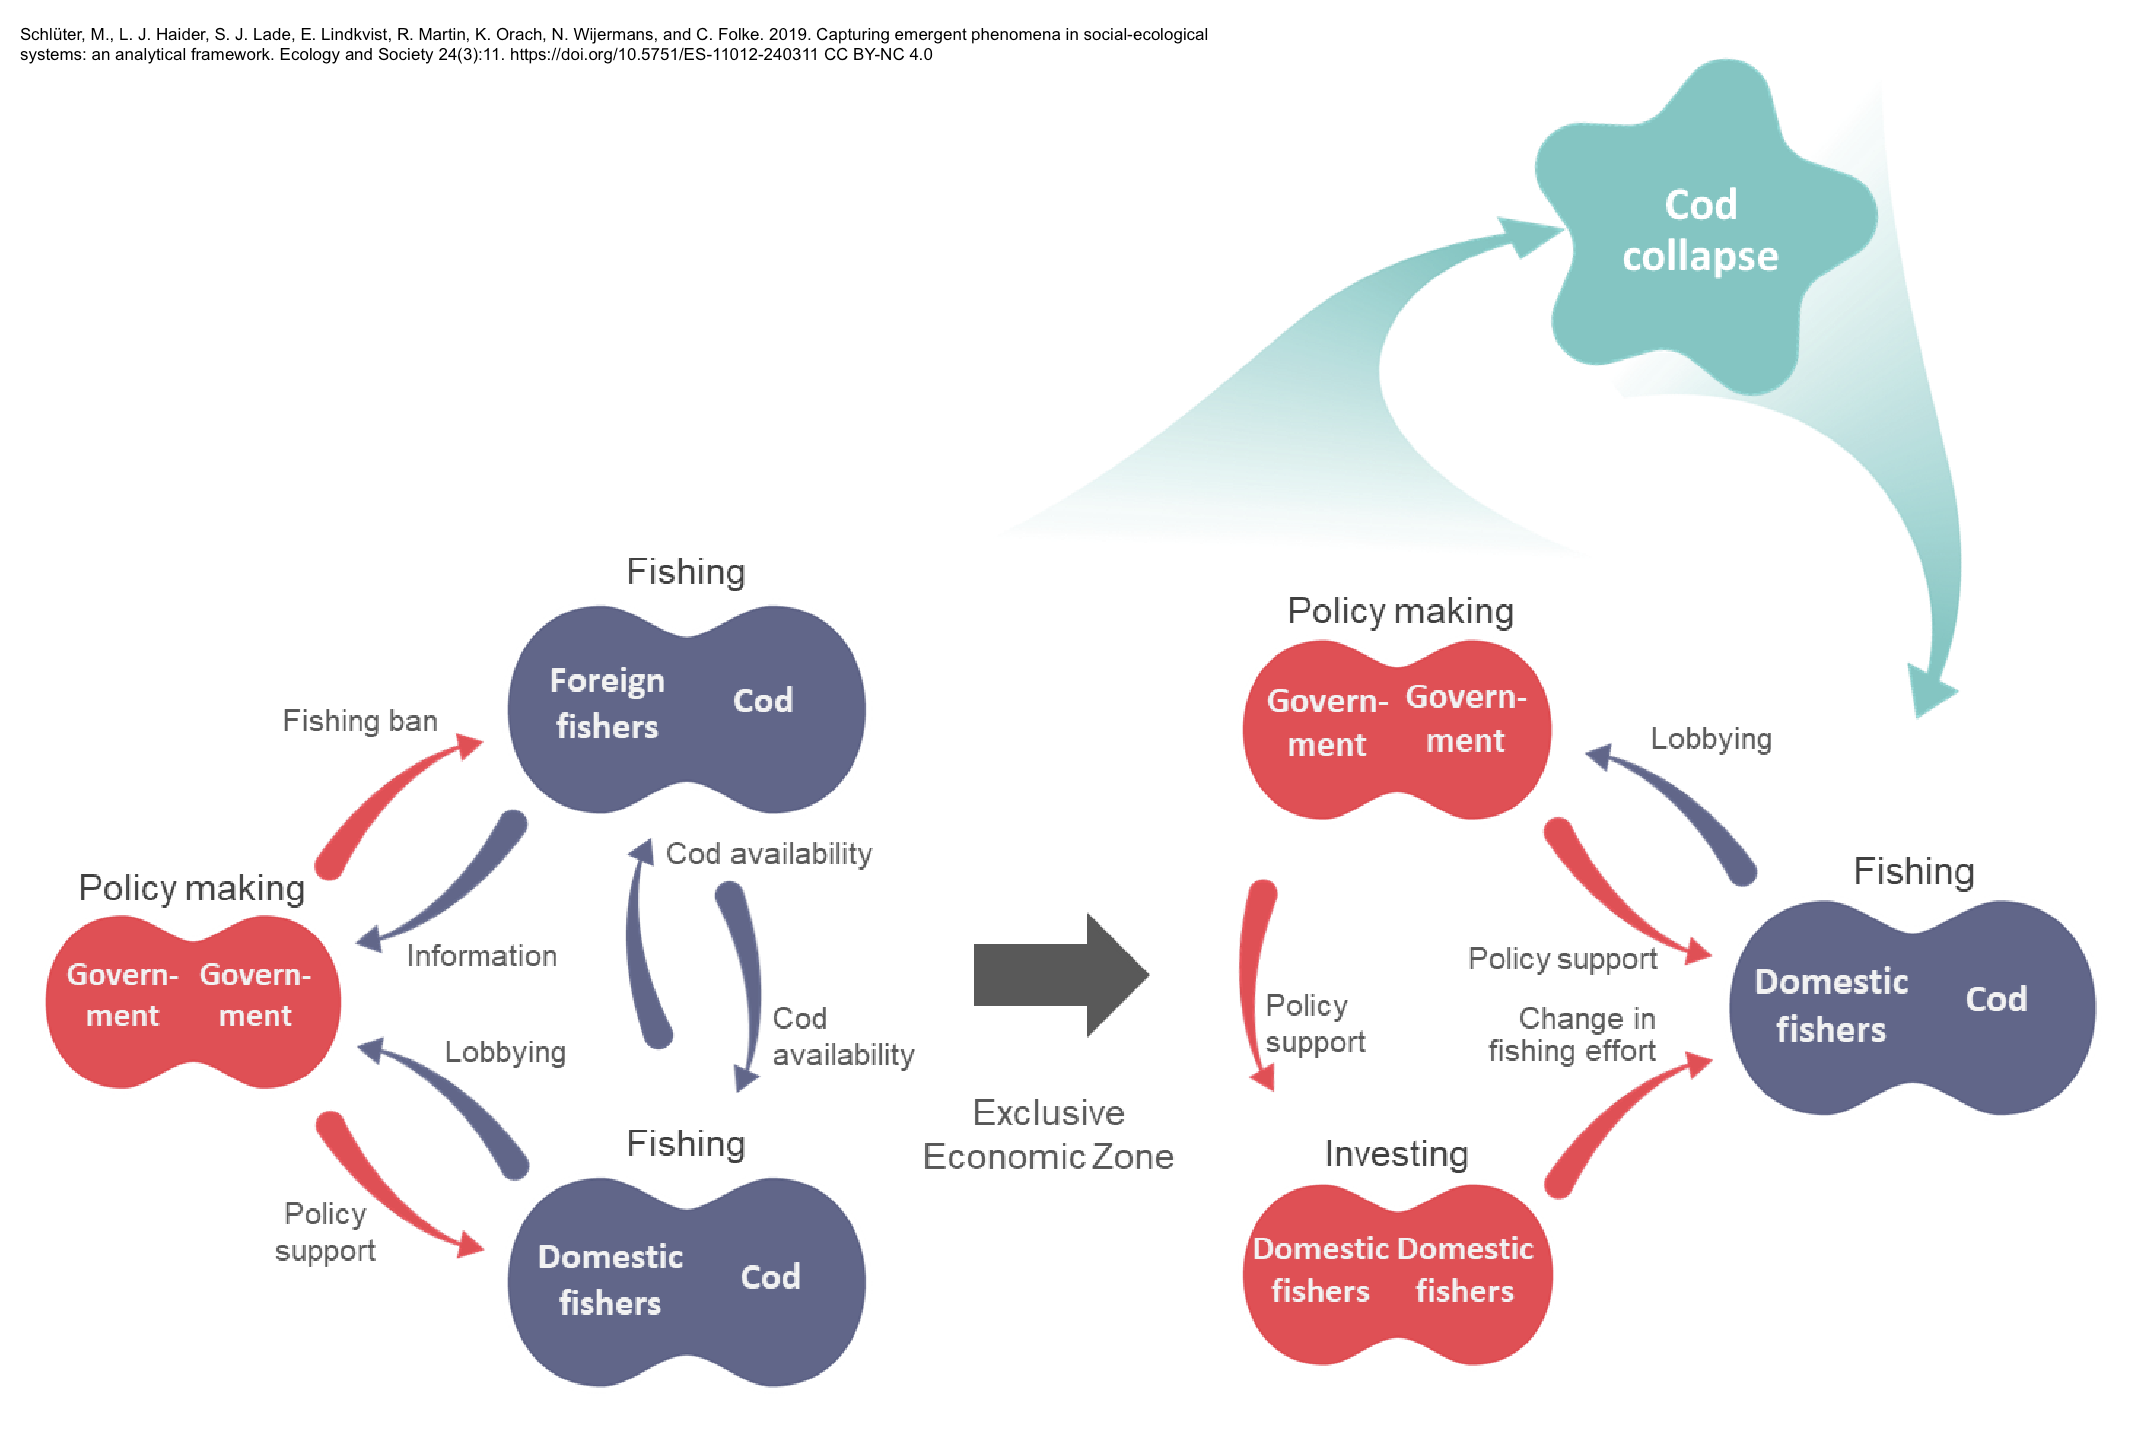 Schlüter, M., L. J. Haider, S. J. Lade, E. Lindkvist, R. Martin, K. Orach, N. Wijermans, and C. Folke. 2019. Capturing emergent phenomena in social-ecological
systems: an analytical framework. Ecology and Society 24(3):11. https://doi.org/10.5751/ES-11012-240311 CC BY-NC 4.0
Cod
collapse
Fishing
Foreign
fishers
Cod
Fishing ban
Cod availability
Policy making
Information
Govern-
ment
Govern-
ment
Lobbying
Cod
availability
Policy
support
Fishing
Domestic
fishers
Cod
Exclusive
Economic Zone
Policy making
Govern-
ment
Govern-
ment
Lobbying
Policy support
Policy
support
Change in
fishing effort
Fishing
Domestic
fishers
Cod
Investing
Domestic
fishers
Domestic
fishers